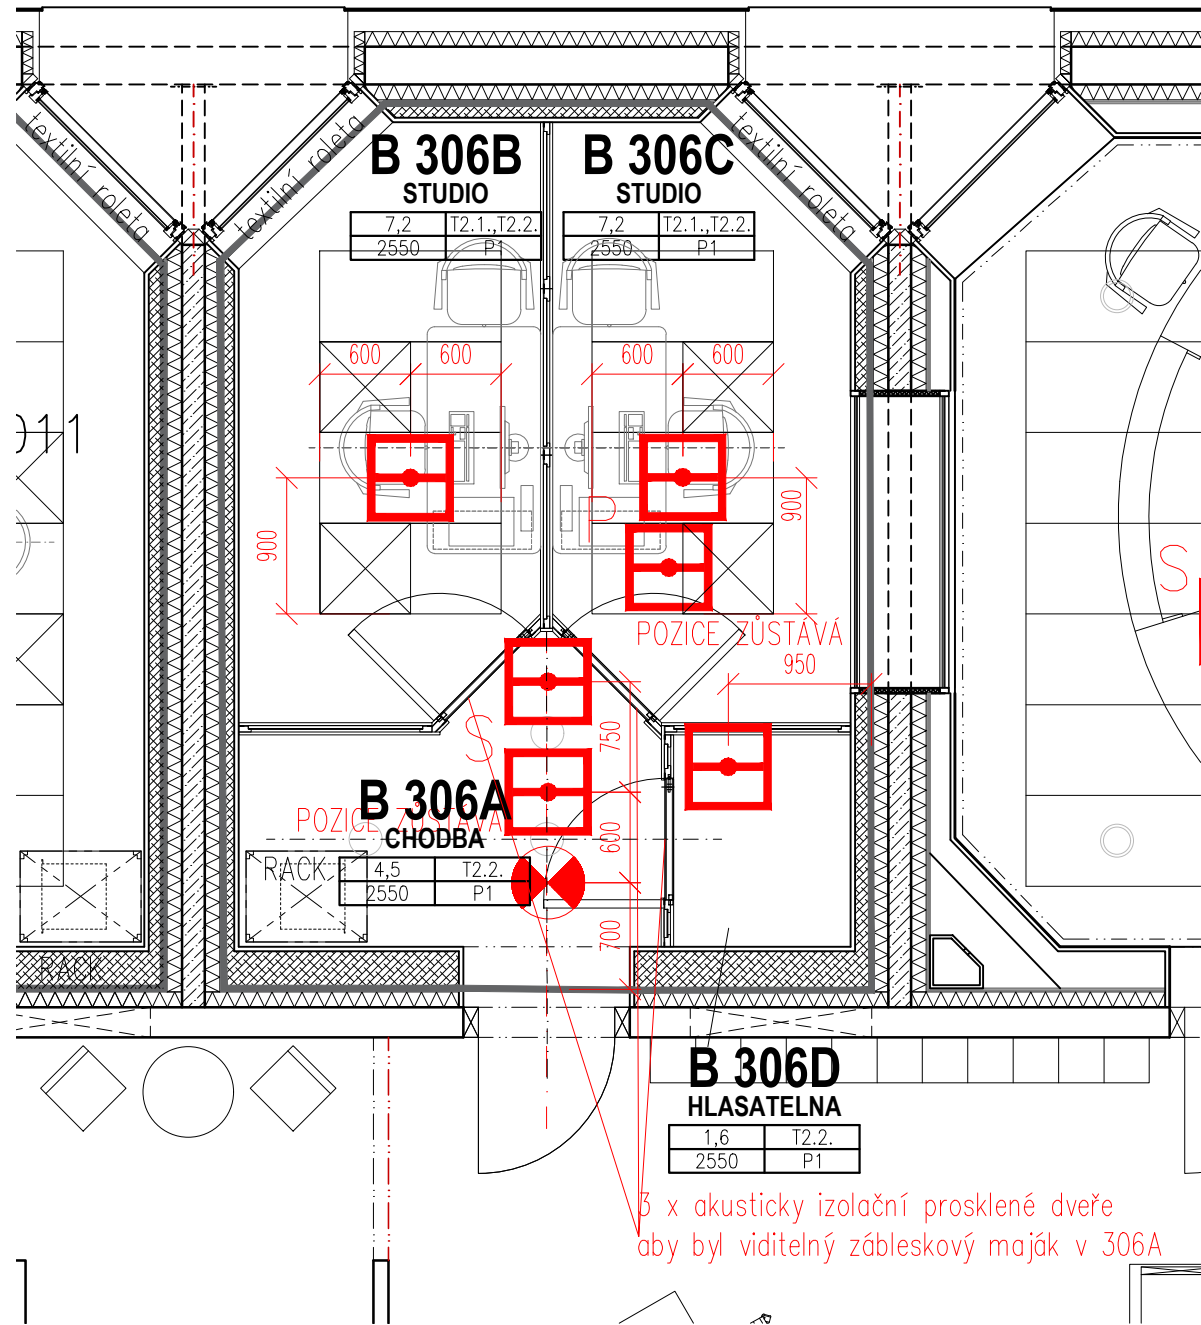 textilní roleta
textilní roleta
textilní roleta
B 306B
STUDIO
7,2 T2.1.,T2.2.
2550 P1
B 306C
STUDIO
7,2 T2.1.,T2.2.
2550 P1
600 600
600 600
011
900
900
P
S
POZICE ZŮSTÁVÁ
950
S
750
B 306A
CHODBA
POZICE ZŮSTÁVÁ
4,5 T2.2.
2550 P1
RACK
600
700
RACK
B 306D
HLASATELNA
1,6 T2.2.
2550 P1
3 x akusticky izolační prosklené dveře
aby byl viditelný zábleskový maják v 306A